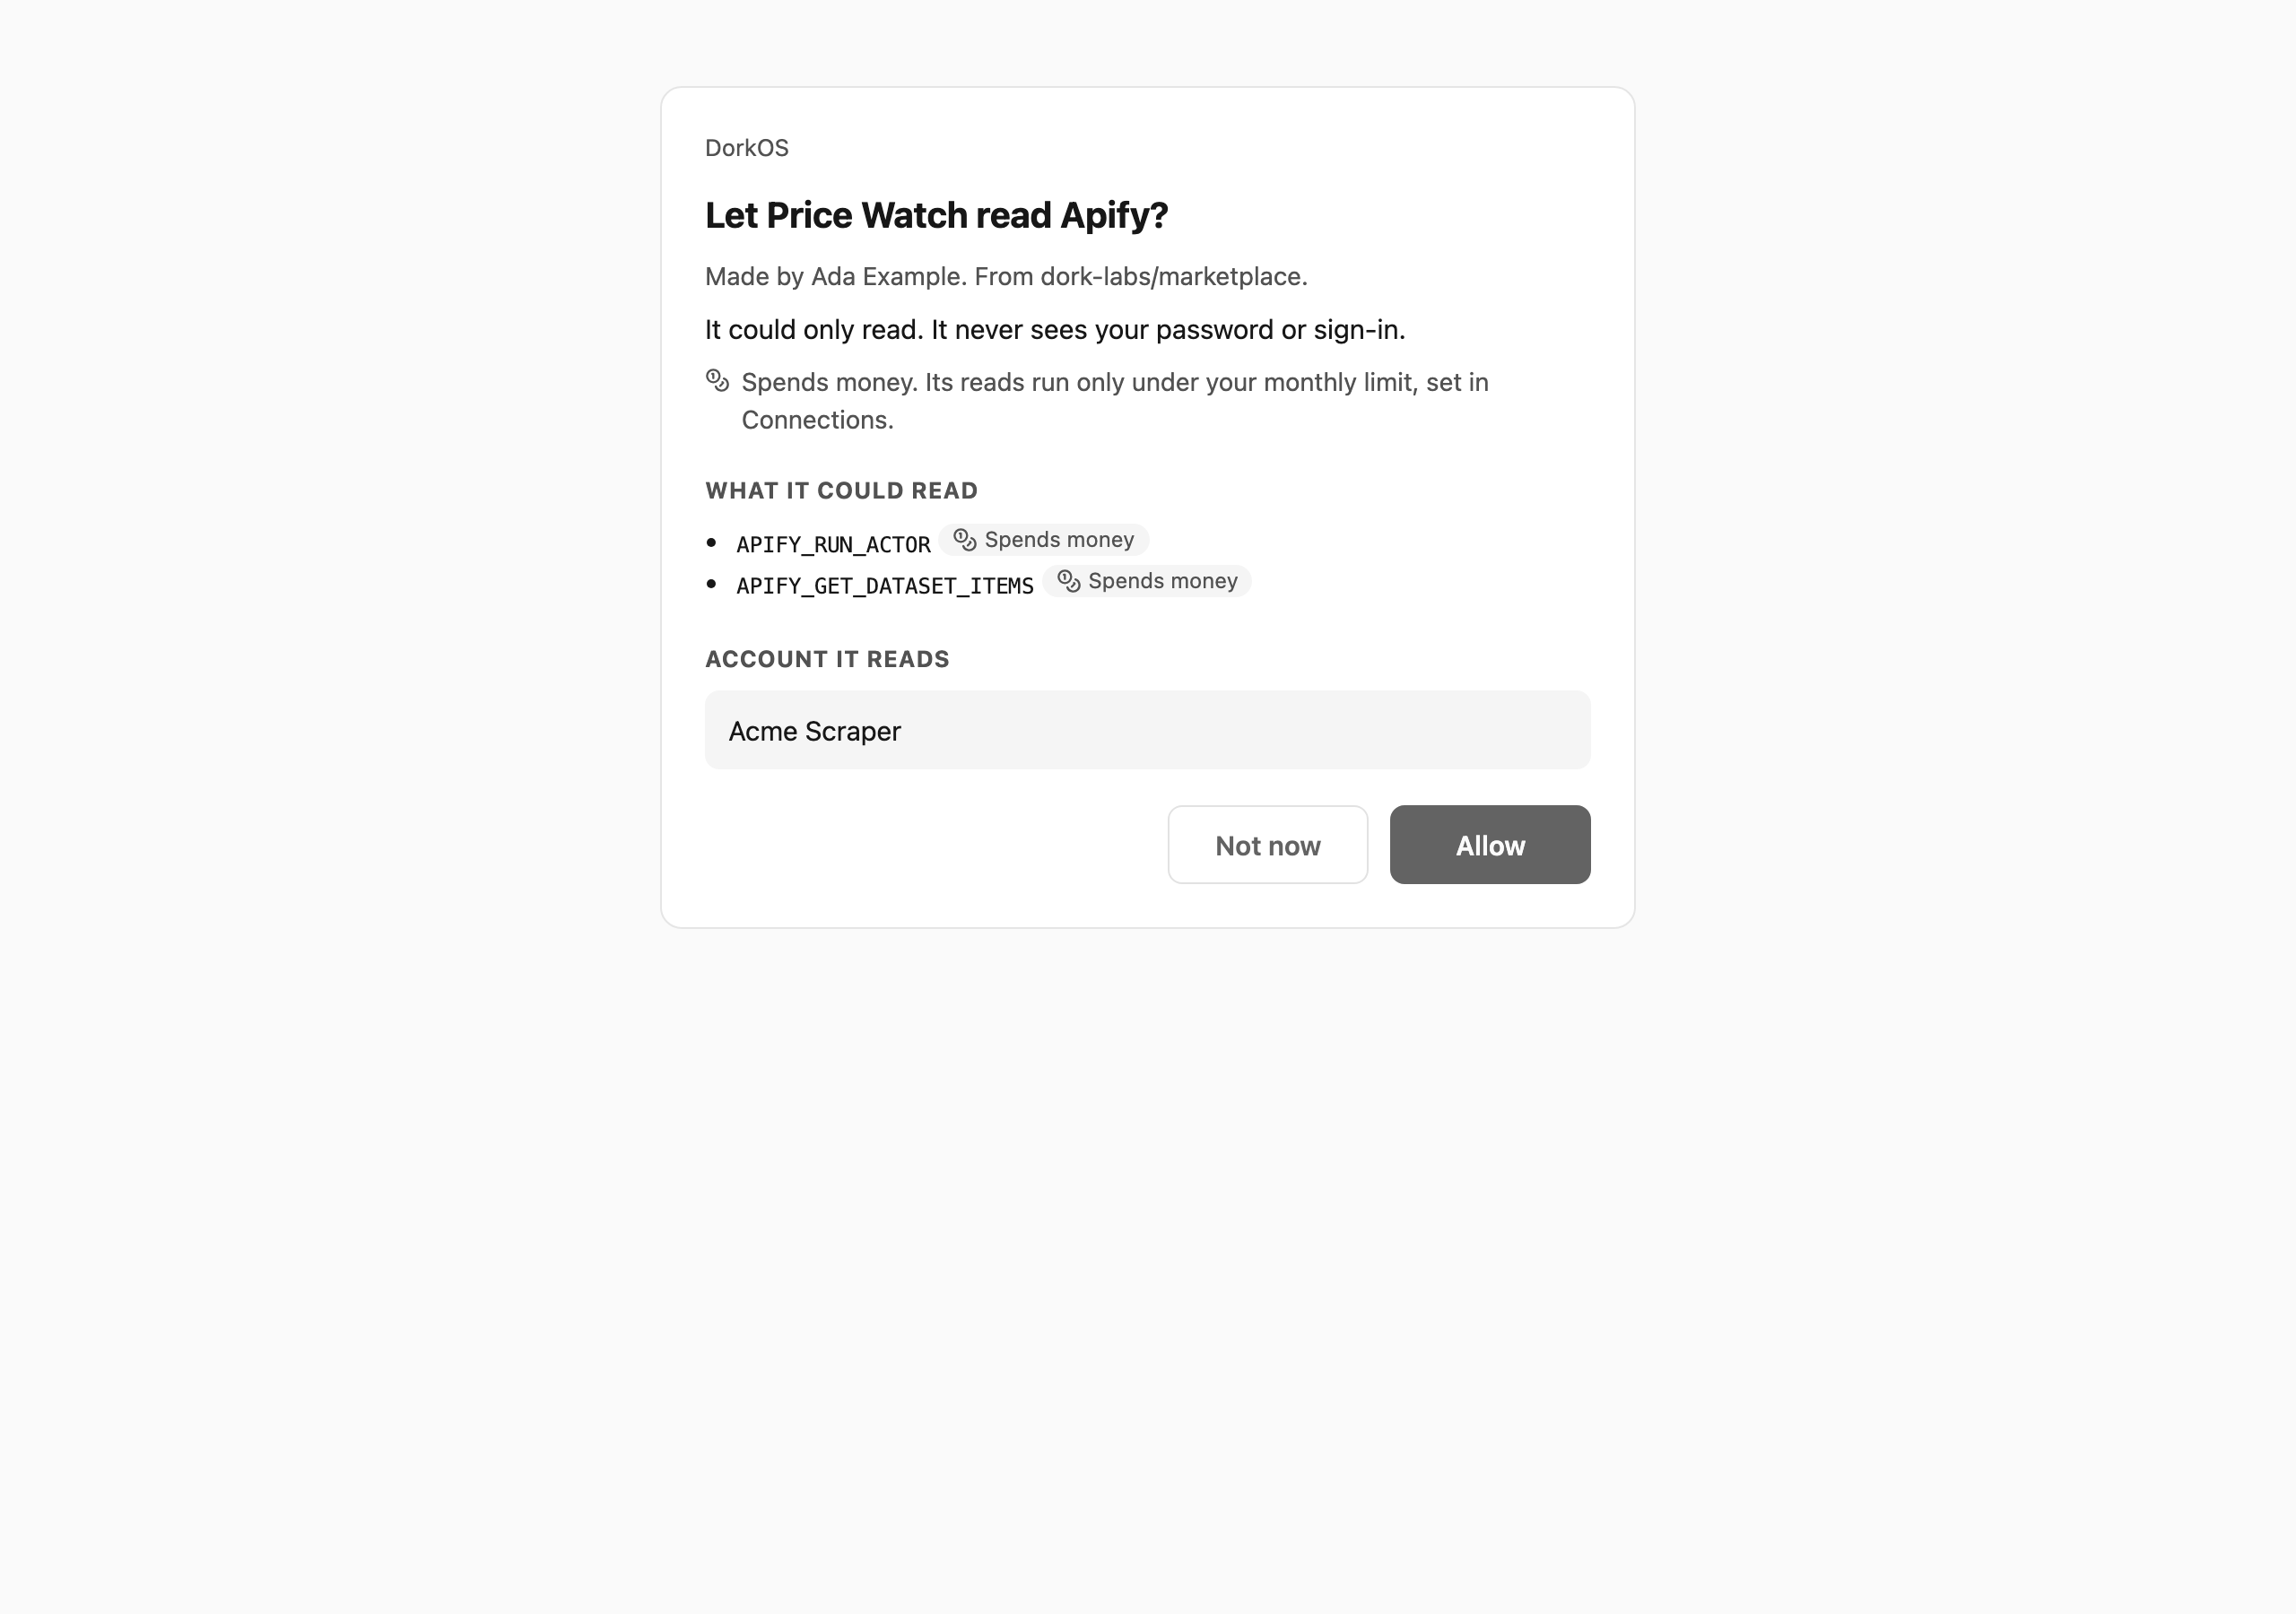 DorkOS
Let Price Watch read Apify?
Made by Ada Example. From dork-labs/marketplace.
It could only read. It never sees your password or sign-in.
Spends money. Its reads run only under your monthly limit, set in
Connections.
WHAT IT COULD READ
• APIFY_RUN_ACTOR Spends money
• APIFY_GET_DATASET_ITEMS Spends money
ACCOUNT IT READS
Acme Scraper
Not now Allow